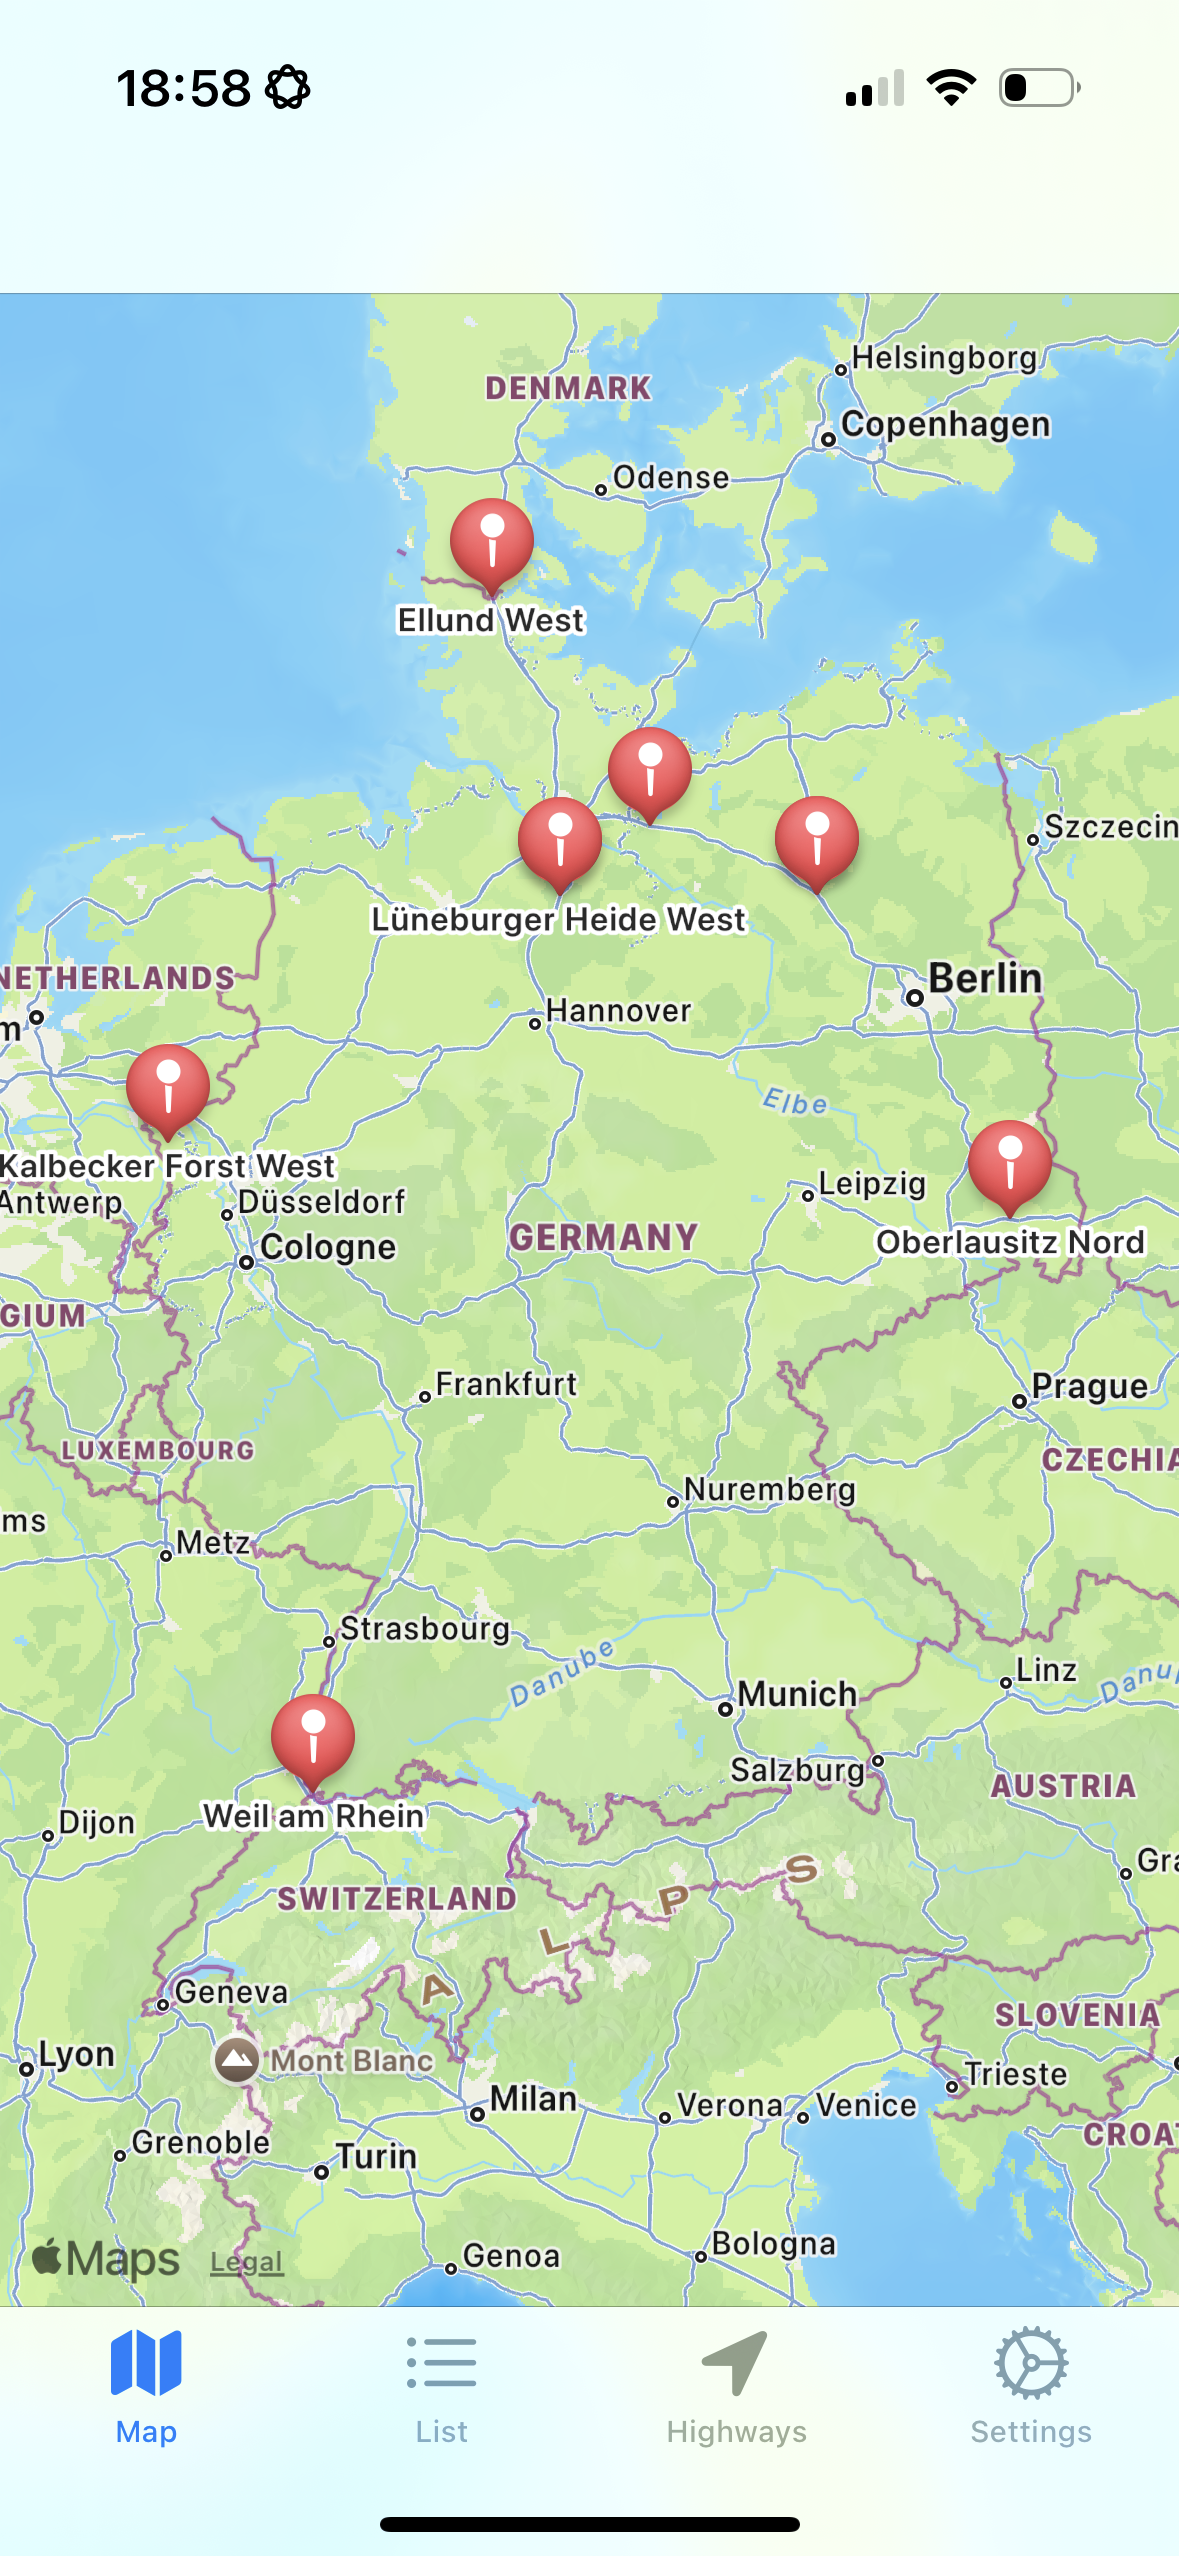 18:58
Helsingborg
DENMARK
Copenhagen
Odense
Ellund West
Szczecin
Lüneburger Heide West
NETHERLANDS
Berlin
Hannover
m
Elbe
Kalbecker Forst West
Antwerp
Düsseldorf
Leipzig
GERMANY
Oberlausitz Nord
Cologne
GIUM
Frankfurt
Prague
LUXEMBOURG
CZECHIA
Nuremberg
ms
Metz
Strasbourg
Danube
Linz
Danu
Munich
Salzburg
AUSTRIA
Weil am Rhein
Dijon
Gra
ALPS
SWITZERLAND
Geneva
SLOVENIA
Lyon
Mont Blanc
Trieste
Milan
Verona
Venice
Grenoble
Turin
CROAT
Bologna
Genoa
Maps
Legal
Map
List
Highways
Settings